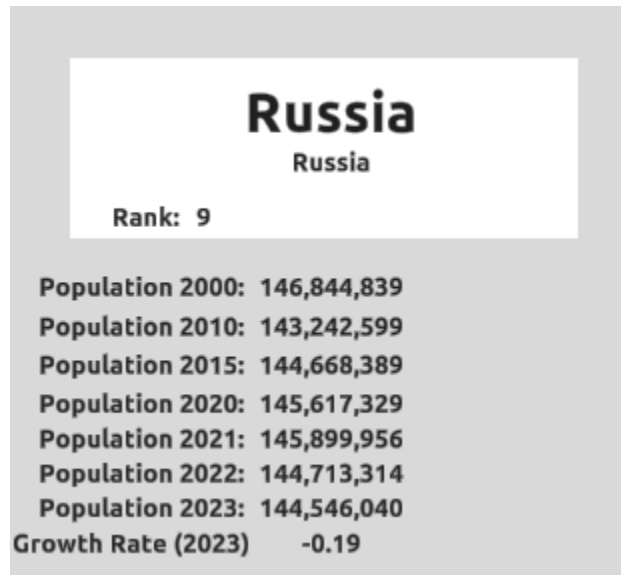 Russia
Russia
Rank: 9
Population 2000: 146,844,839
Population 2010: 143,242,599
Population 2015: 144,668,389
Population 2020: 145,617,329
Population 2021: 145,899,956
Population 2022: 144,713,314
Population 2023: 144,546,040
Growth Rate (2023) -0.19